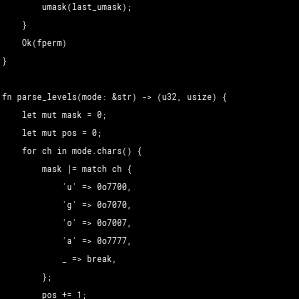 umask(last_umask);
}
Ok(fperm)
}
fn parse_levels(mode: &str) -> (u32, usize) {
let mut mask = 0;
let mut pos = 0;
for ch in mode.chars() {
mask |= match ch {
'u' => 0o7700,
'g' => 0o7070,
'o' => 0o7007,
'a' => 0o7777,
_ => break,
};
pos += 1;